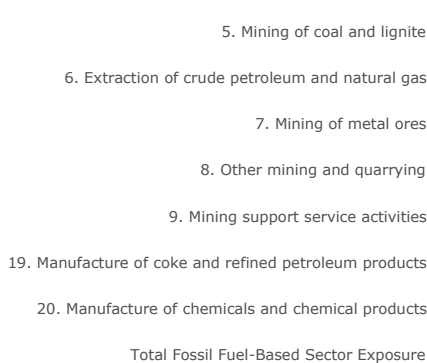 5. Mining of coal and lignite
6. Extraction of crude petroleum and natural gas
7. Mining of metal ores
8. Other mining and quarrying
9. Mining support service activities
19. Manufacture of coke and refined petroleum products
20. Manufacture of chemicals and chemical products
Total Fossil Fuel-Based Sector Exposure